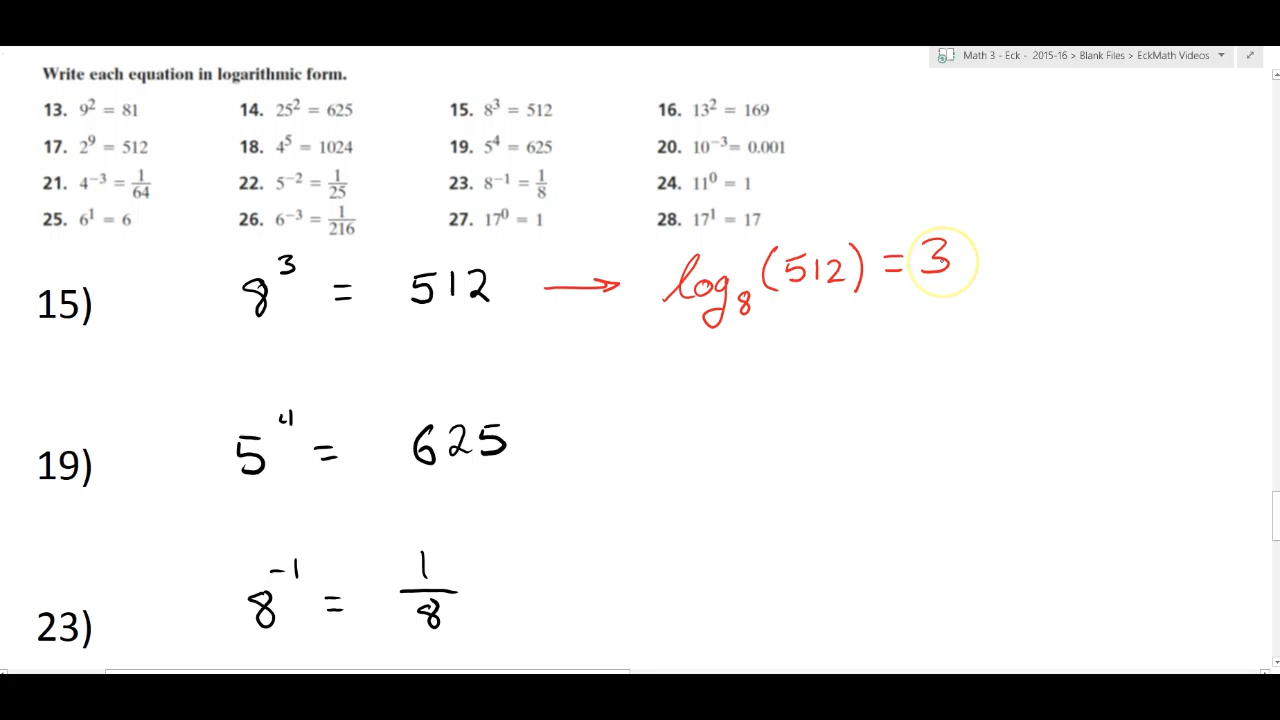 Math 3 - Eck - 2015-16 > Blank Files > EckMath Videos
Write each equation in logarithmic form.
13. 9² = 81 14. 25² = 625 15. 8³ = 512 16. 13² = 169
17. 2⁹ = 512 18. 4⁵ = 1024 19. 5⁴ = 625 20. 10⁻³= 0.001
21. 4⁻³ = 1/64 22. 5⁻² = 1/25 23. 8⁻¹ = 1/8 24. 11⁰ = 1
25. 6¹ = 6 26. 6⁻³ = 1/216 27. 17⁰ = 1 28. 17¹ = 17
15) 8³ = 512 → log₈(512) = 3
19) 5⁴ = 625
23) 8⁻¹ = 1/8